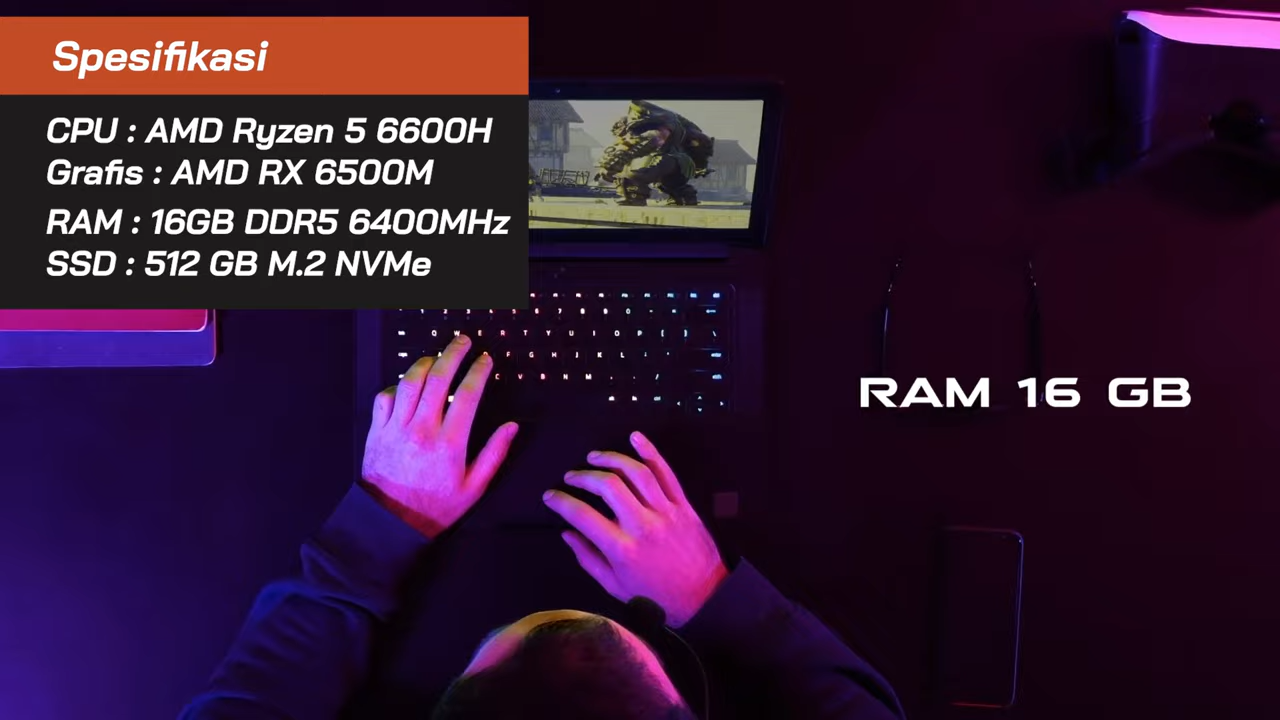 Spesifikasi
CPU : AMD Ryzen 5 6600H
Grafis : AMD RX 6500M
RAM : 16GB DDR5 6400MHz
SSD : 512 GB M.2 NVMe
RAM 16 GB